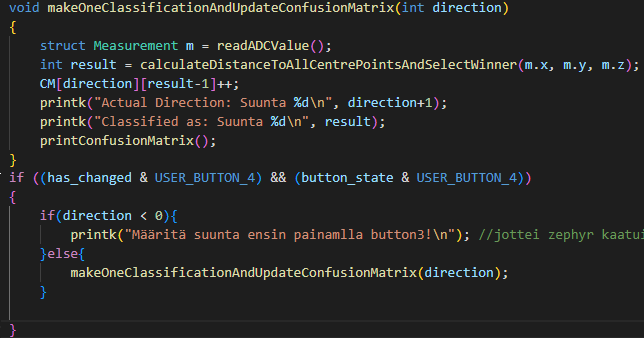 void makeOneClassificationAndUpdateConfusionMatrix(int direction)
{
    struct Measurement m = readADCValue();
    int result = calculateDistanceToAllCentrePointsAndSelectWinner(m.x, m.y, m.z);
    CM[direction][result-1]++;
    printk("Actual Direction: Suunta %d\n", direction+1);
    printk("Classified as: Suunta %d\n", result);
    printConfusionMatrix();
}
if ((has_changed & USER_BUTTON_4) && (button_state & USER_BUTTON_4))
{
    if(direction < 0){
        printk("Määritä suunta ensin painamlla button3!\n"); //jottei zephyr kaatui
    }else{
        makeOneClassificationAndUpdateConfusionMatrix(direction);
    }
}